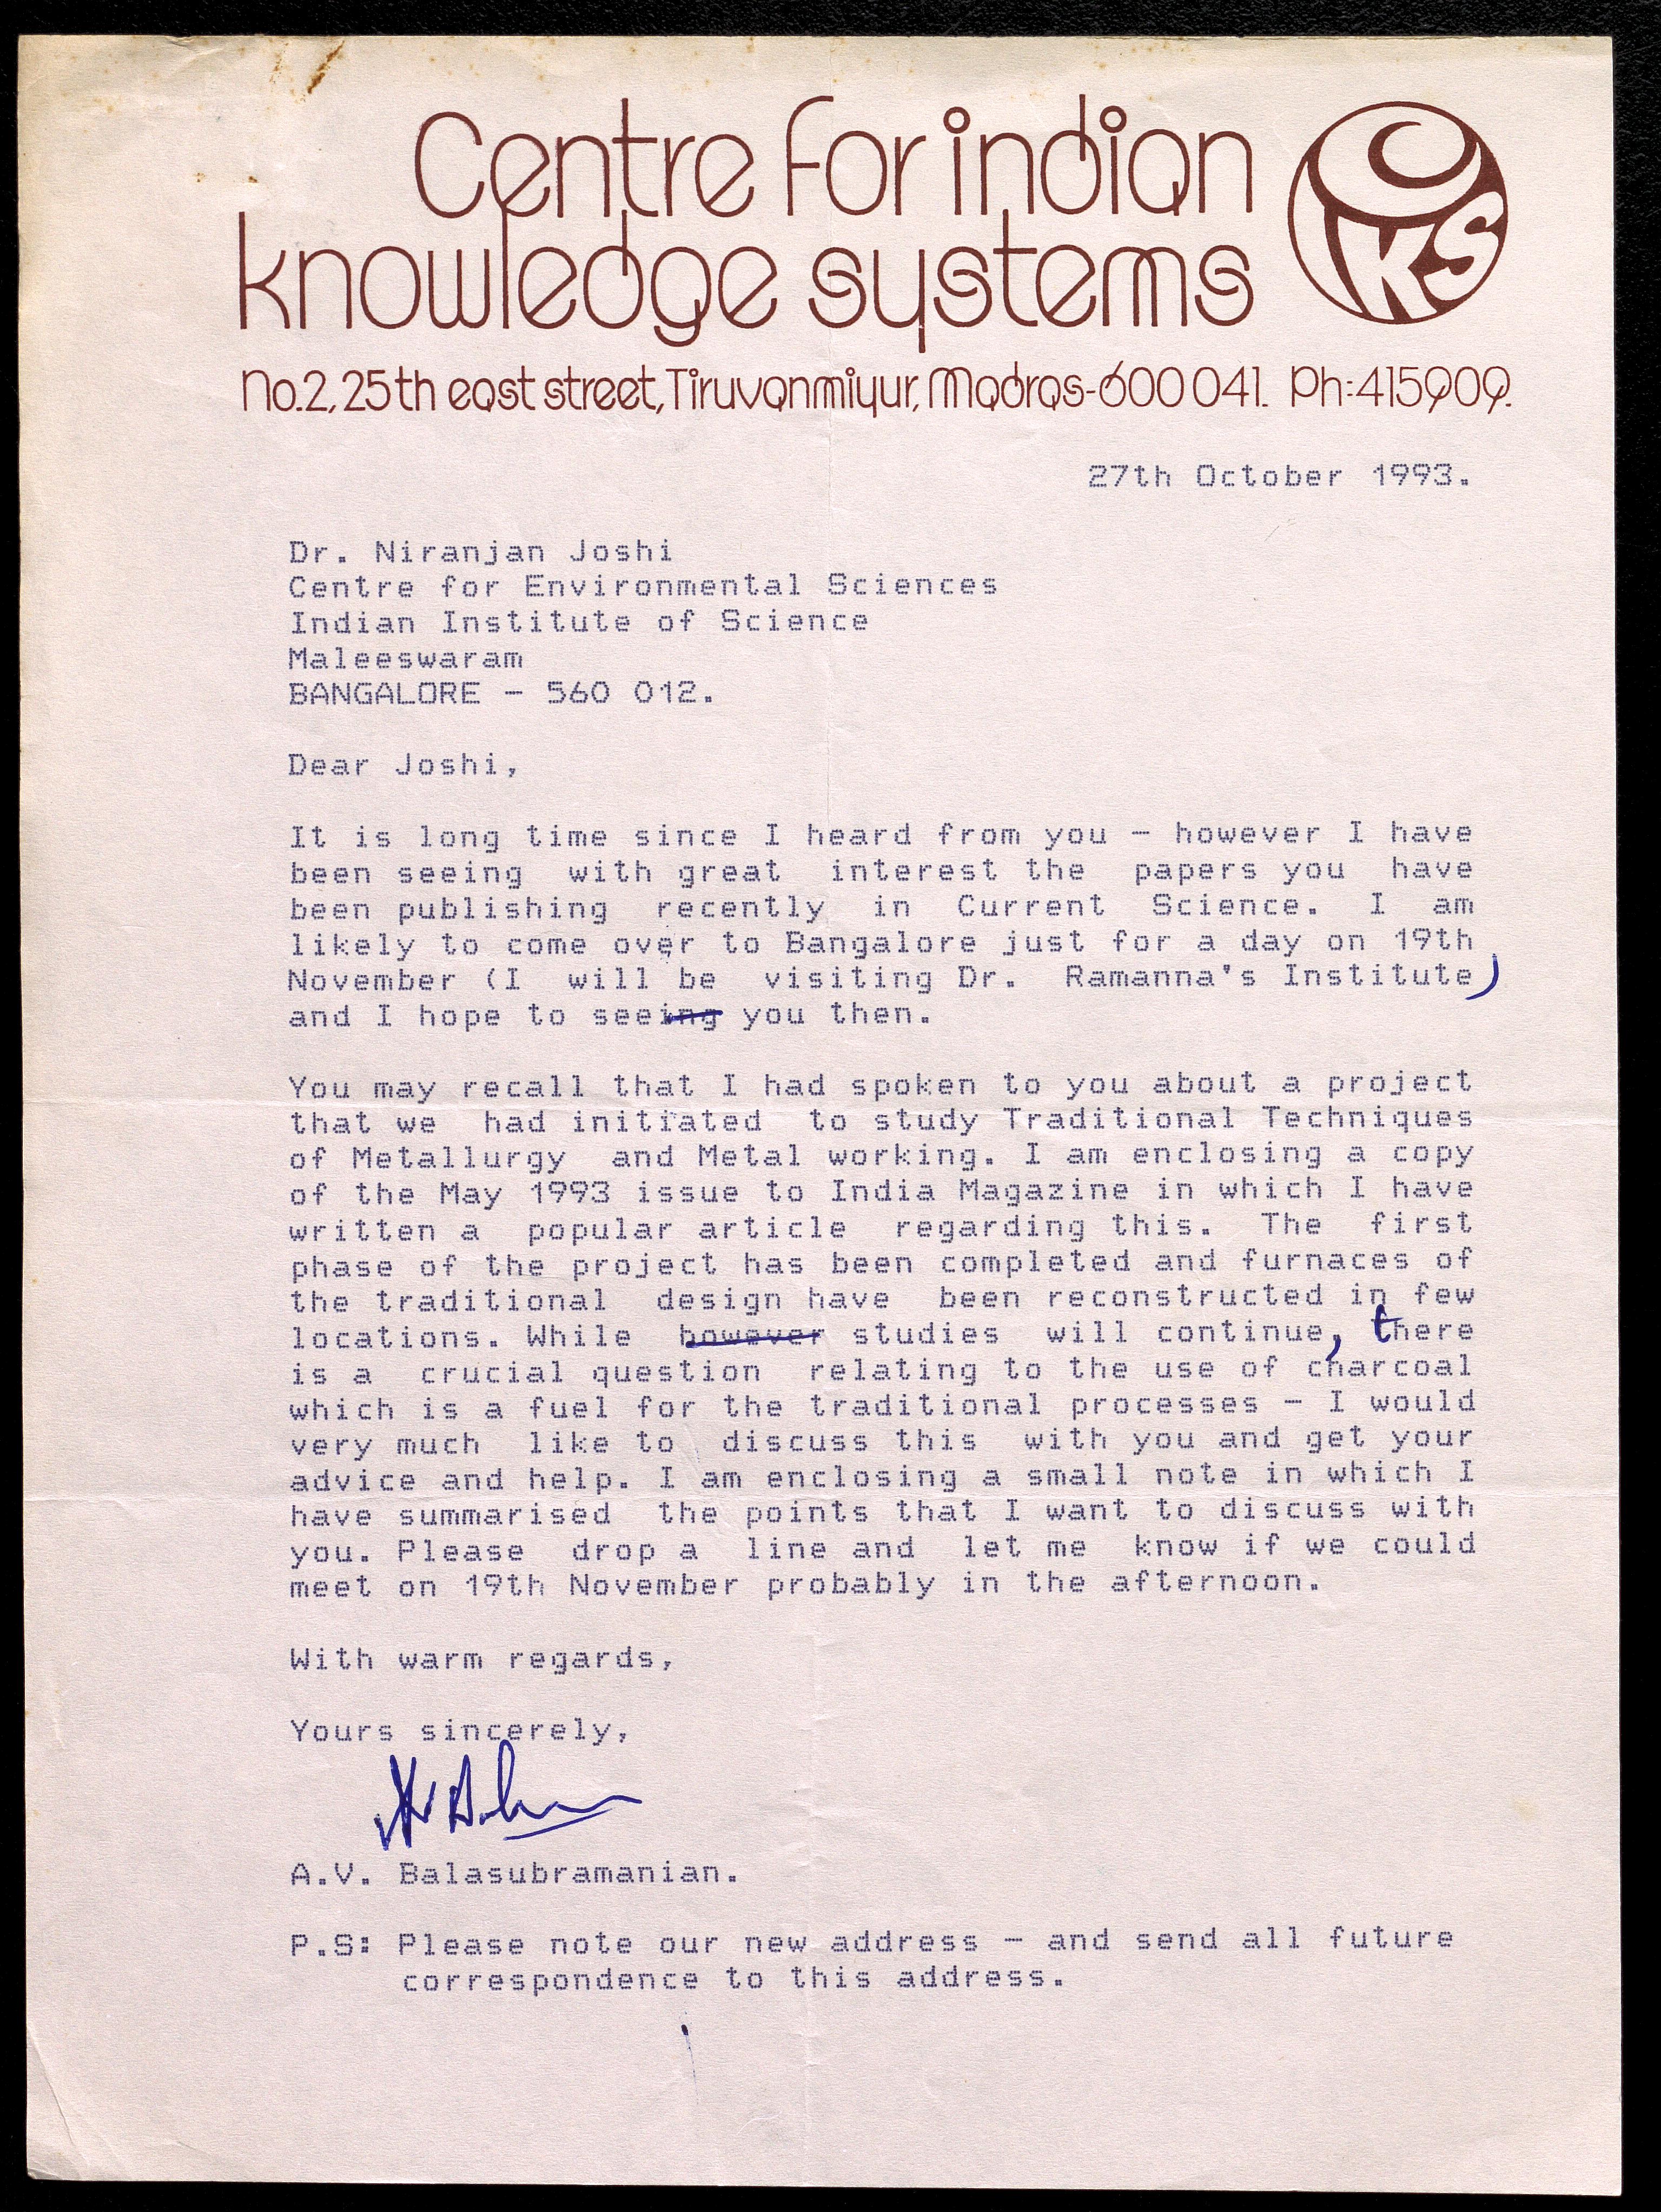 Centre for indian
knowledge systems
CIKS
No.2, 25th east street, Tiruvanmiyur, Madras-600 041. Ph:415909.
27th October 1993.
Dr. Niranjan Joshi
Centre for Environmental Sciences
Indian Institute of Science
Maleeswaram
BANGALORE - 560 012.
Dear Joshi,
It is long time since I heard from you - however I have
been seeing with great interest the papers you have
been publishing recently in Current Science. I am
likely to come over to Bangalore just for a day on 19th
November (I will be visiting Dr. Ramanna's Institute)
and I hope to seeing you then.
You may recall that I had spoken to you about a project
that we had initiated to study Traditional Techniques
of Metallurgy and Metal working. I am enclosing a copy
of the May 1993 issue to India Magazine in which I have
written a popular article regarding this. The first
phase of the project has been completed and furnaces of
the traditional design have been reconstructed in few
locations. While however studies will continue, there
is a crucial question relating to the use of charcoal
which is a fuel for the traditional processes - I would
very much like to discuss this with you and get your
advice and help. I am enclosing a small note in which I
have summarised the points that I want to discuss with
you. Please drop a line and let me know if we could
meet on 19th November probably in the afternoon.
With warm regards,
Yours sincerely,
A.V. Balasubramanian.
P.S: Please note our new address - and send all future
correspondence to this address.